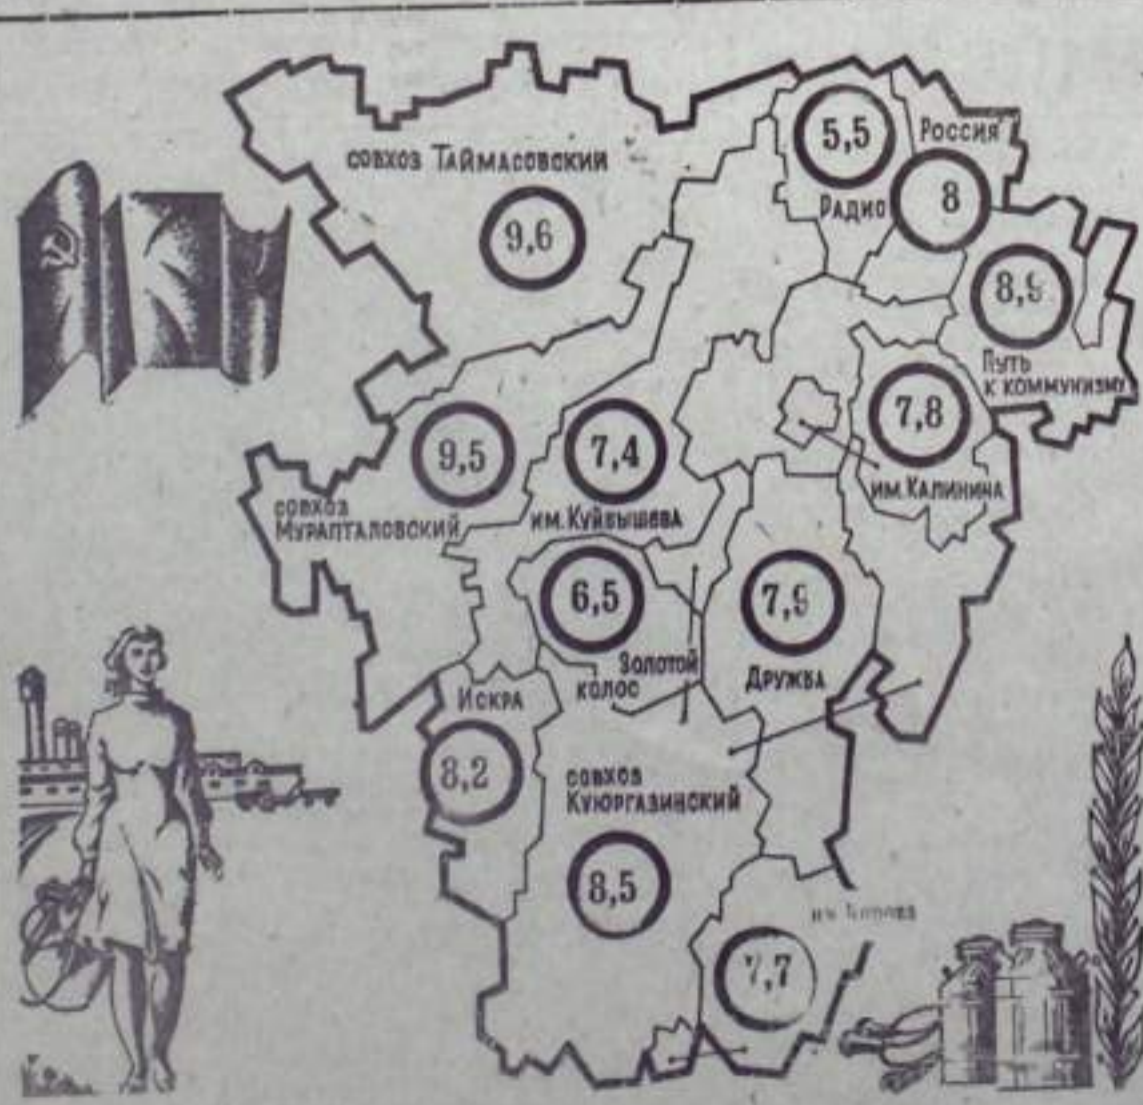 5,5
РОССИЯ
СОВХОЗ ТАЙМАСОВСКИЙ
8
РАДИО
9,6
8,9
ПУТЬ
К КОММУНИЗМУ
7,8
9,5
7,4
ИМ. КАЛИНИНА
СОВХОЗ
МУРАПТАЛОВСКИЙ
ИМ. КУЙБЫШЕВА
6,5
7,9
ЗОЛОТОЙ
КОЛОС
ДРУЖБА
ИСКРА
8,2
СОВХОЗ
КУЮРГАЗИНСКИЙ
8,5
7,7